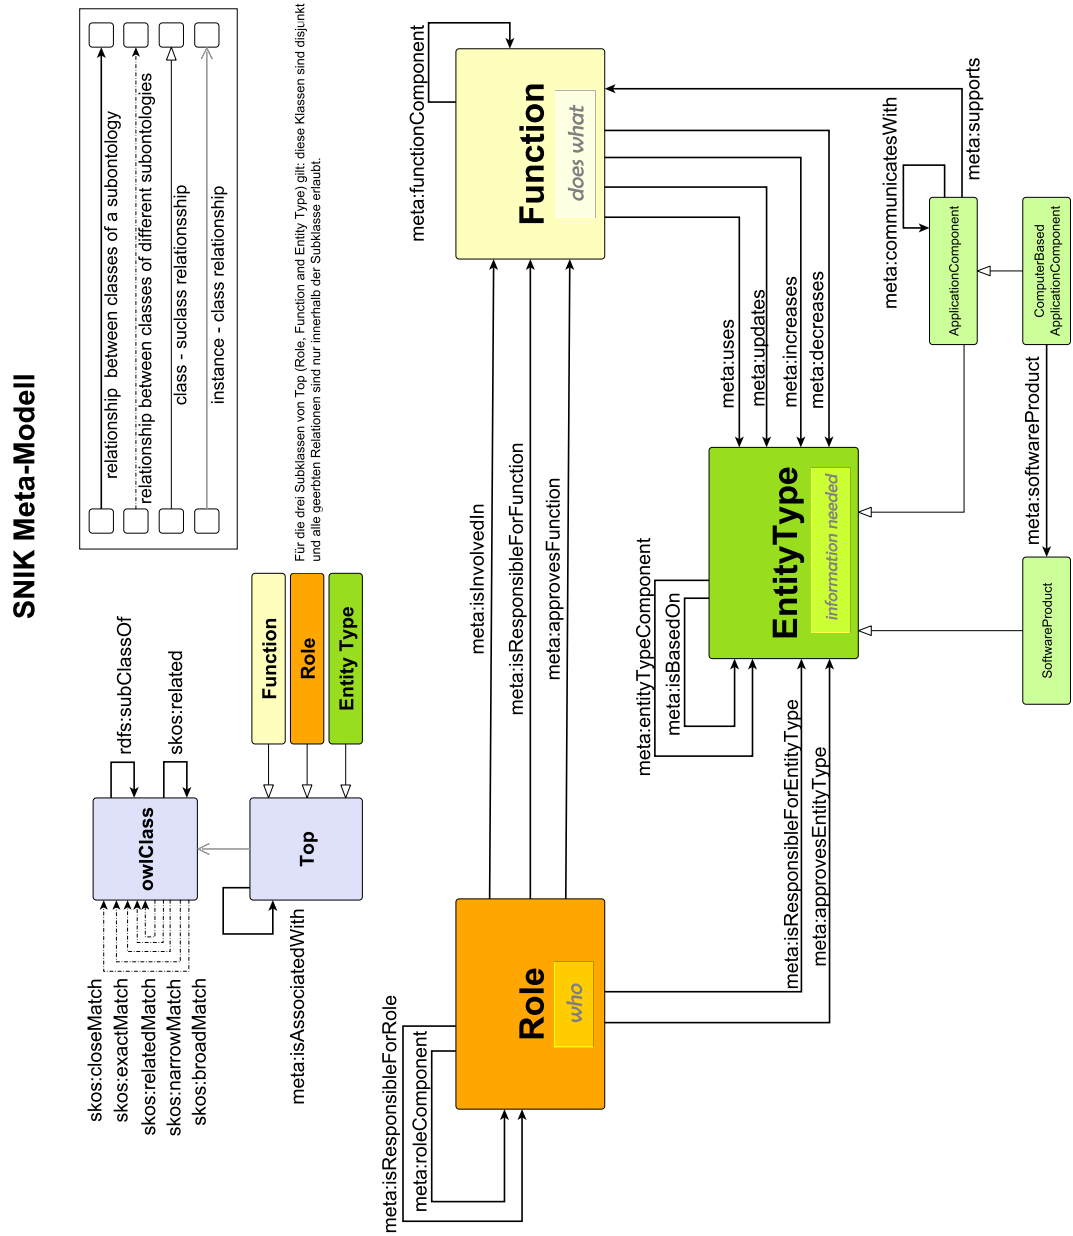 SNIK Meta-Modell
relationship between classes of a subontology
relationship between classes of different subontologies
class - suclass relationsship
instance - class relationship
Für die drei Subklassen von Top (Role, Function and Entity Type) gilt: diese Klassen sind disjunkt
und alle geerbten Relationen sind nur innerhalb der Subklasse erlaubt.
rdfs:subClassOf
skos:related
owlClass
skos:closeMatch
skos:exactMatch
skos:relatedMatch
skos:narrowMatch
skos:broadMatch
Top
meta:isAssociatedWith
Function
Role
Entity Type
meta:isResponsibleForRole
meta:roleComponent
Role
who
meta:isInvolvedIn
meta:isResponsibleForFunction
meta:approvesFunction
meta:functionComponent
Function
does what
meta:isResponsibleForEntityType
meta:approvesEntityType
meta:entityTypeComponent
meta:isBasedOn
EntityType
information needed
meta:uses
meta:updates
meta:increases
meta:decreases
meta:communicatesWith
meta:supports
ApplicationComponent
ComputerBased
ApplicationComponent
meta:softwareProduct
SoftwareProduct